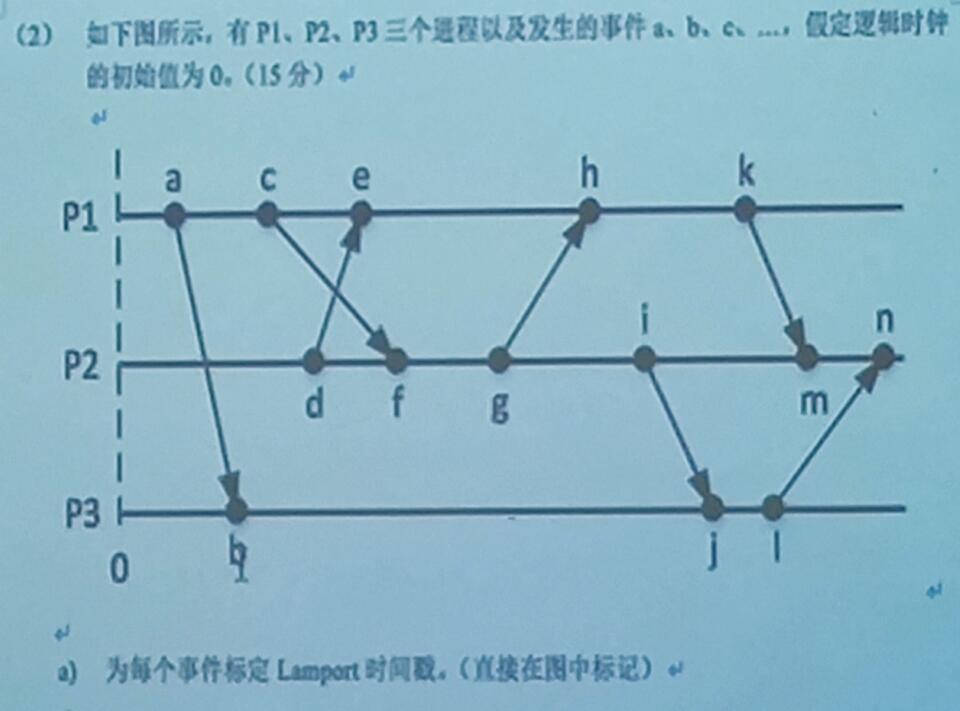 (2) 如下图所示，有 P1、P2、P3 三个进程以及发生的事件 a、b、c、…，假定逻辑时钟
的初始值为 0。（15 分）
a c e h k
P1
i n
P2
d f g m
P3
0 b j l
a) 为每个事件标定 Lamport 时间戳。（直接在图中标记）